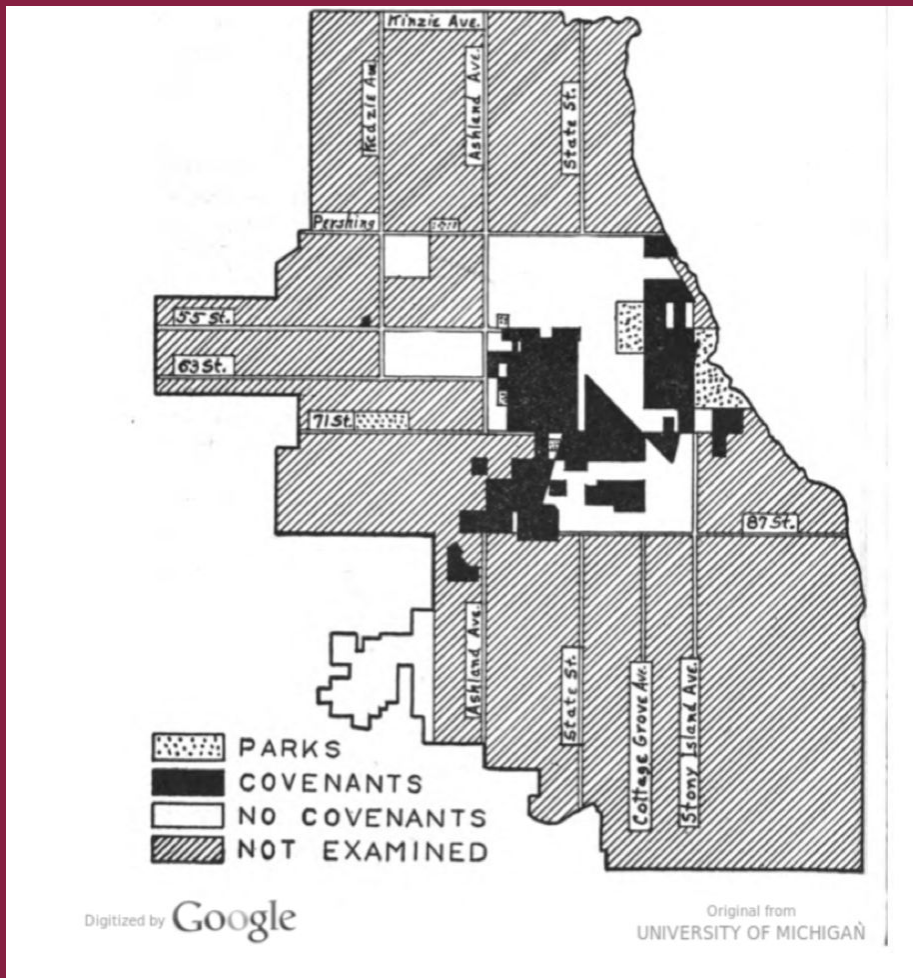 Kinzie Ave.
Kedzie Ave.
Ashland Ave.
State St.
Pershing
55 St.
63 St.
71 St.
87 St.
Ashland Ave.
State St.
Cottage Grove Ave.
Stony Island Ave.
PARKS
COVENANTS
NO COVENANTS
NOT EXAMINED
Digitized by Google
Original from
UNIVERSITY OF MICHIGAN